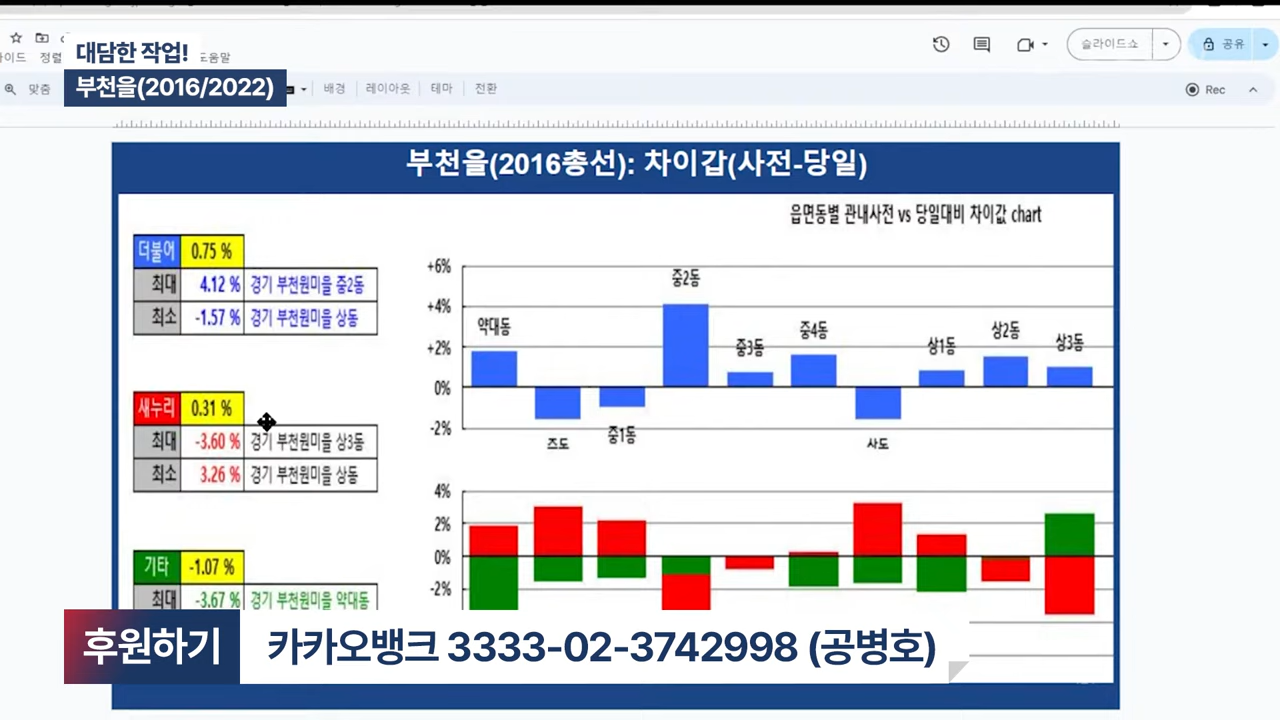 대담한 작업!
부천을(2016/2022)
이드 정렬
도움말
슬라이드쇼
공유
맞춤
배경
레이아웃
테마
전환
Rec
부천을(2016총선): 차이갑(사전-당일)
읍면동별 관내사전 vs 당일대비 차이값 chart
더불어 0.75 %
최대 4.12 % 경기 부천원미을 중2동
최소 -1.57 % 경기 부천원미을 상동
새누리 0.31 %
최대 -3.60 % 경기 부천원미을 상3동
최소 3.26 % 경기 부천원미을 상동
기타 -1.07 %
최대 -3.67 % 경기 부천원미을 약대동
+6%
+4%
+2%
0%
-2%
약대동
중1동
중2동
중3동
중4동
상1동
상2동
상3동
4%
2%
0%
-2%
후원하기
카카오뱅크 3333-02-3742998 (공병호)